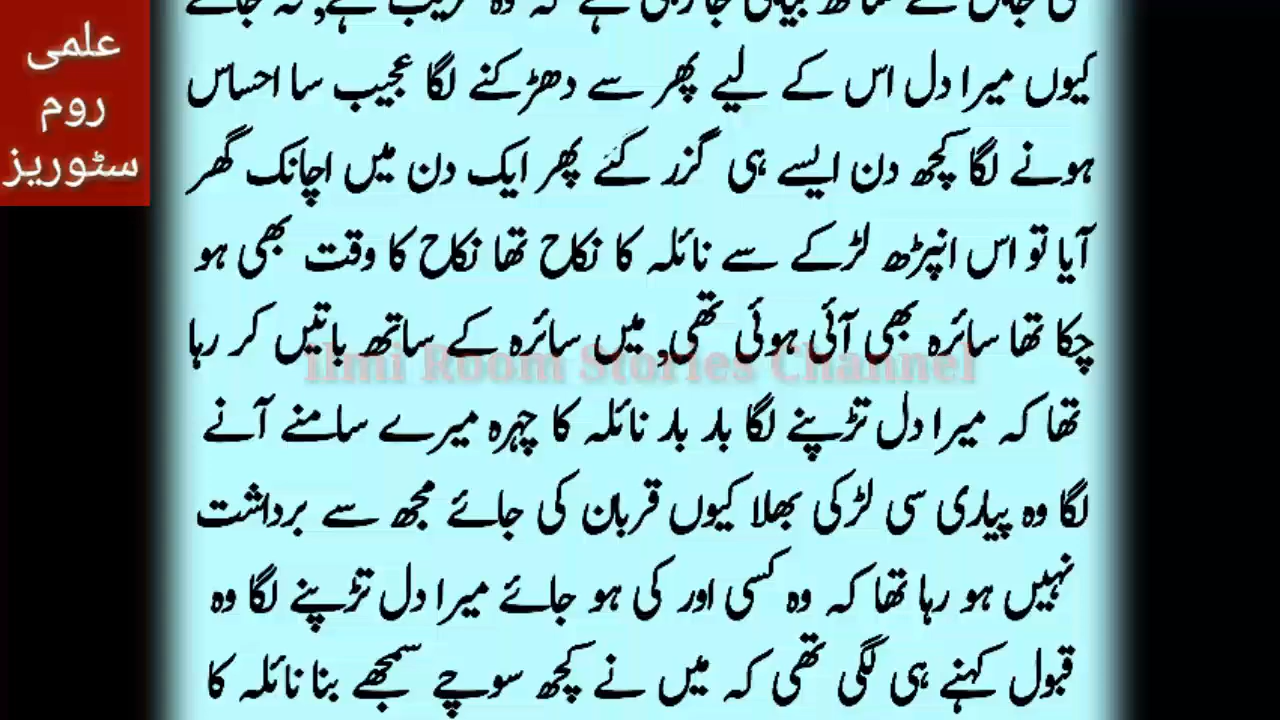 علمی
روم
سٹوریز
کیوں میرا دل اس کے لیے پھر سے دھڑکنے لگا عجیب سا احساس
ہونے لگا کچھ دن ایسے ہی گزر گئے پھر ایک دن میں اچانک گھر
آیا تو اس انپڑھ لڑکے سے نائلہ کا نکاح تھا نکاح کا وقت بھی ہو
چکا تھا سائرہ بھی آئی ہوئی تھی, میں سائرہ کے ساتھ باتیں کر رہا
ilmi Room Stories Channel
تھا کہ میرا دل تڑپنے لگا بار بار نائلہ کا چہرہ میرے سامنے آنے
لگا وہ پیاری سی لڑکی بھلا کیوں قربان کی جائے مجھ سے برداشت
نہیں ہو رہا تھا کہ وہ کسی اور کی ہو جائے میرا دل تڑپنے لگا وہ
قبول کہنے ہی لگی تھی کہ میں نے کچھ سوچے سمجھے بنا نائلہ کا